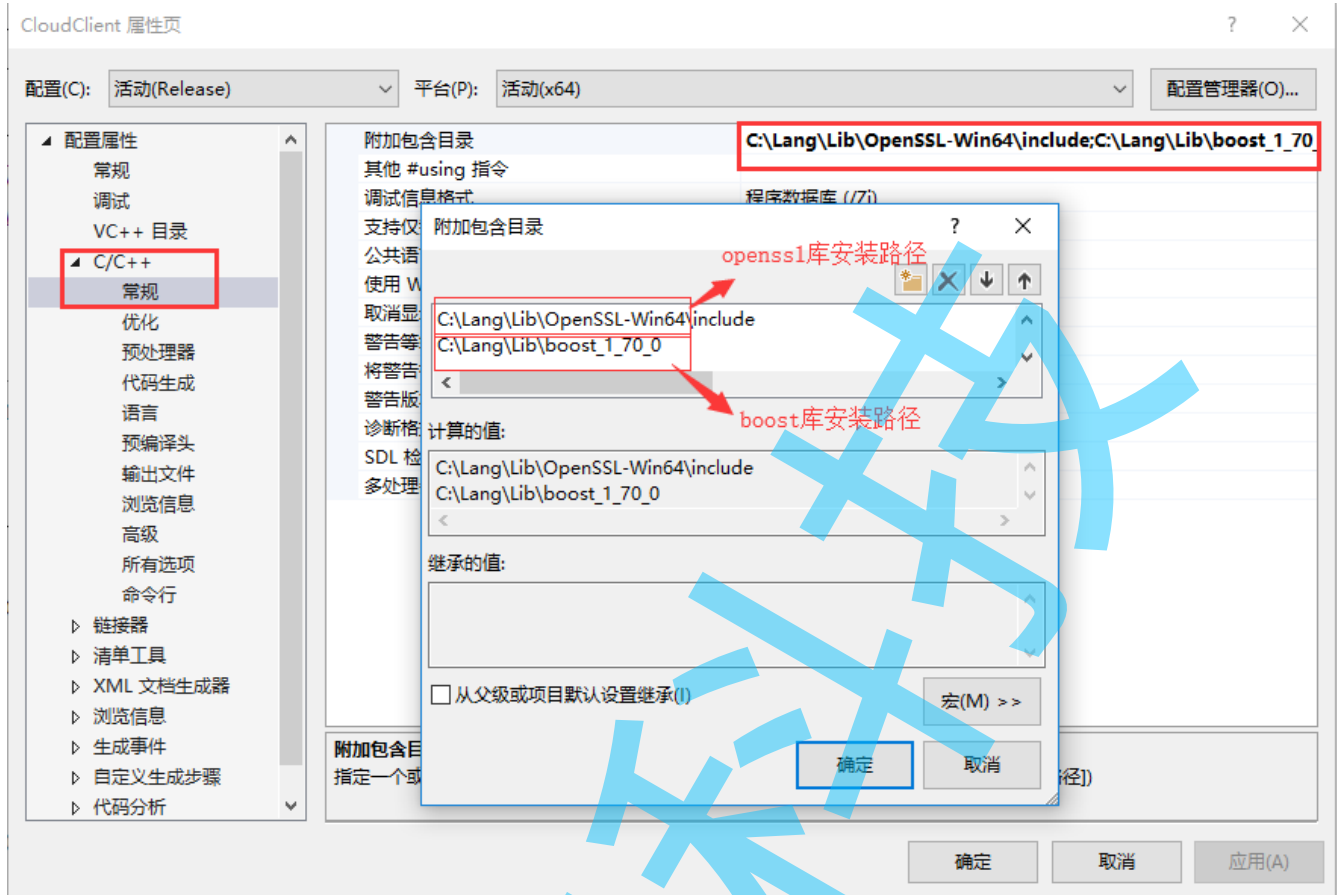 CloudClient 属性页
? ×
配置(C): 活动(Release) 平台(P): 活动(x64) 配置管理器(O)...
配置属性
常规
调试
VC++ 目录
C/C++
常规
优化
预处理器
代码生成
语言
预编译头
输出文件
浏览信息
高级
所有选项
命令行
链接器
清单工具
XML 文档生成器
浏览信息
生成事件
自定义生成步骤
代码分析
附加包含目录 C:\Lang\Lib\OpenSSL-Win64\include;C:\Lang\Lib\boost_1_70_
其他 #using 指令
调试信息格式 程序数据库 (/Zi)
支持仅
公共语
使用 W
取消显
警告等
将警告
警告版
诊断格
SDL 检
多处理
附加包含目录
? ×
openssl库安装路径
C:\Lang\Lib\OpenSSL-Win64\include
C:\Lang\Lib\boost_1_70_0
boost库安装路径
计算的值:
C:\Lang\Lib\OpenSSL-Win64\include
C:\Lang\Lib\boost_1_70_0
继承的值:
从父级或项目默认设置继承(I)
宏(M) >>
确定 取消
附加包含目
指定一个或
径])
确定 取消 应用(A)